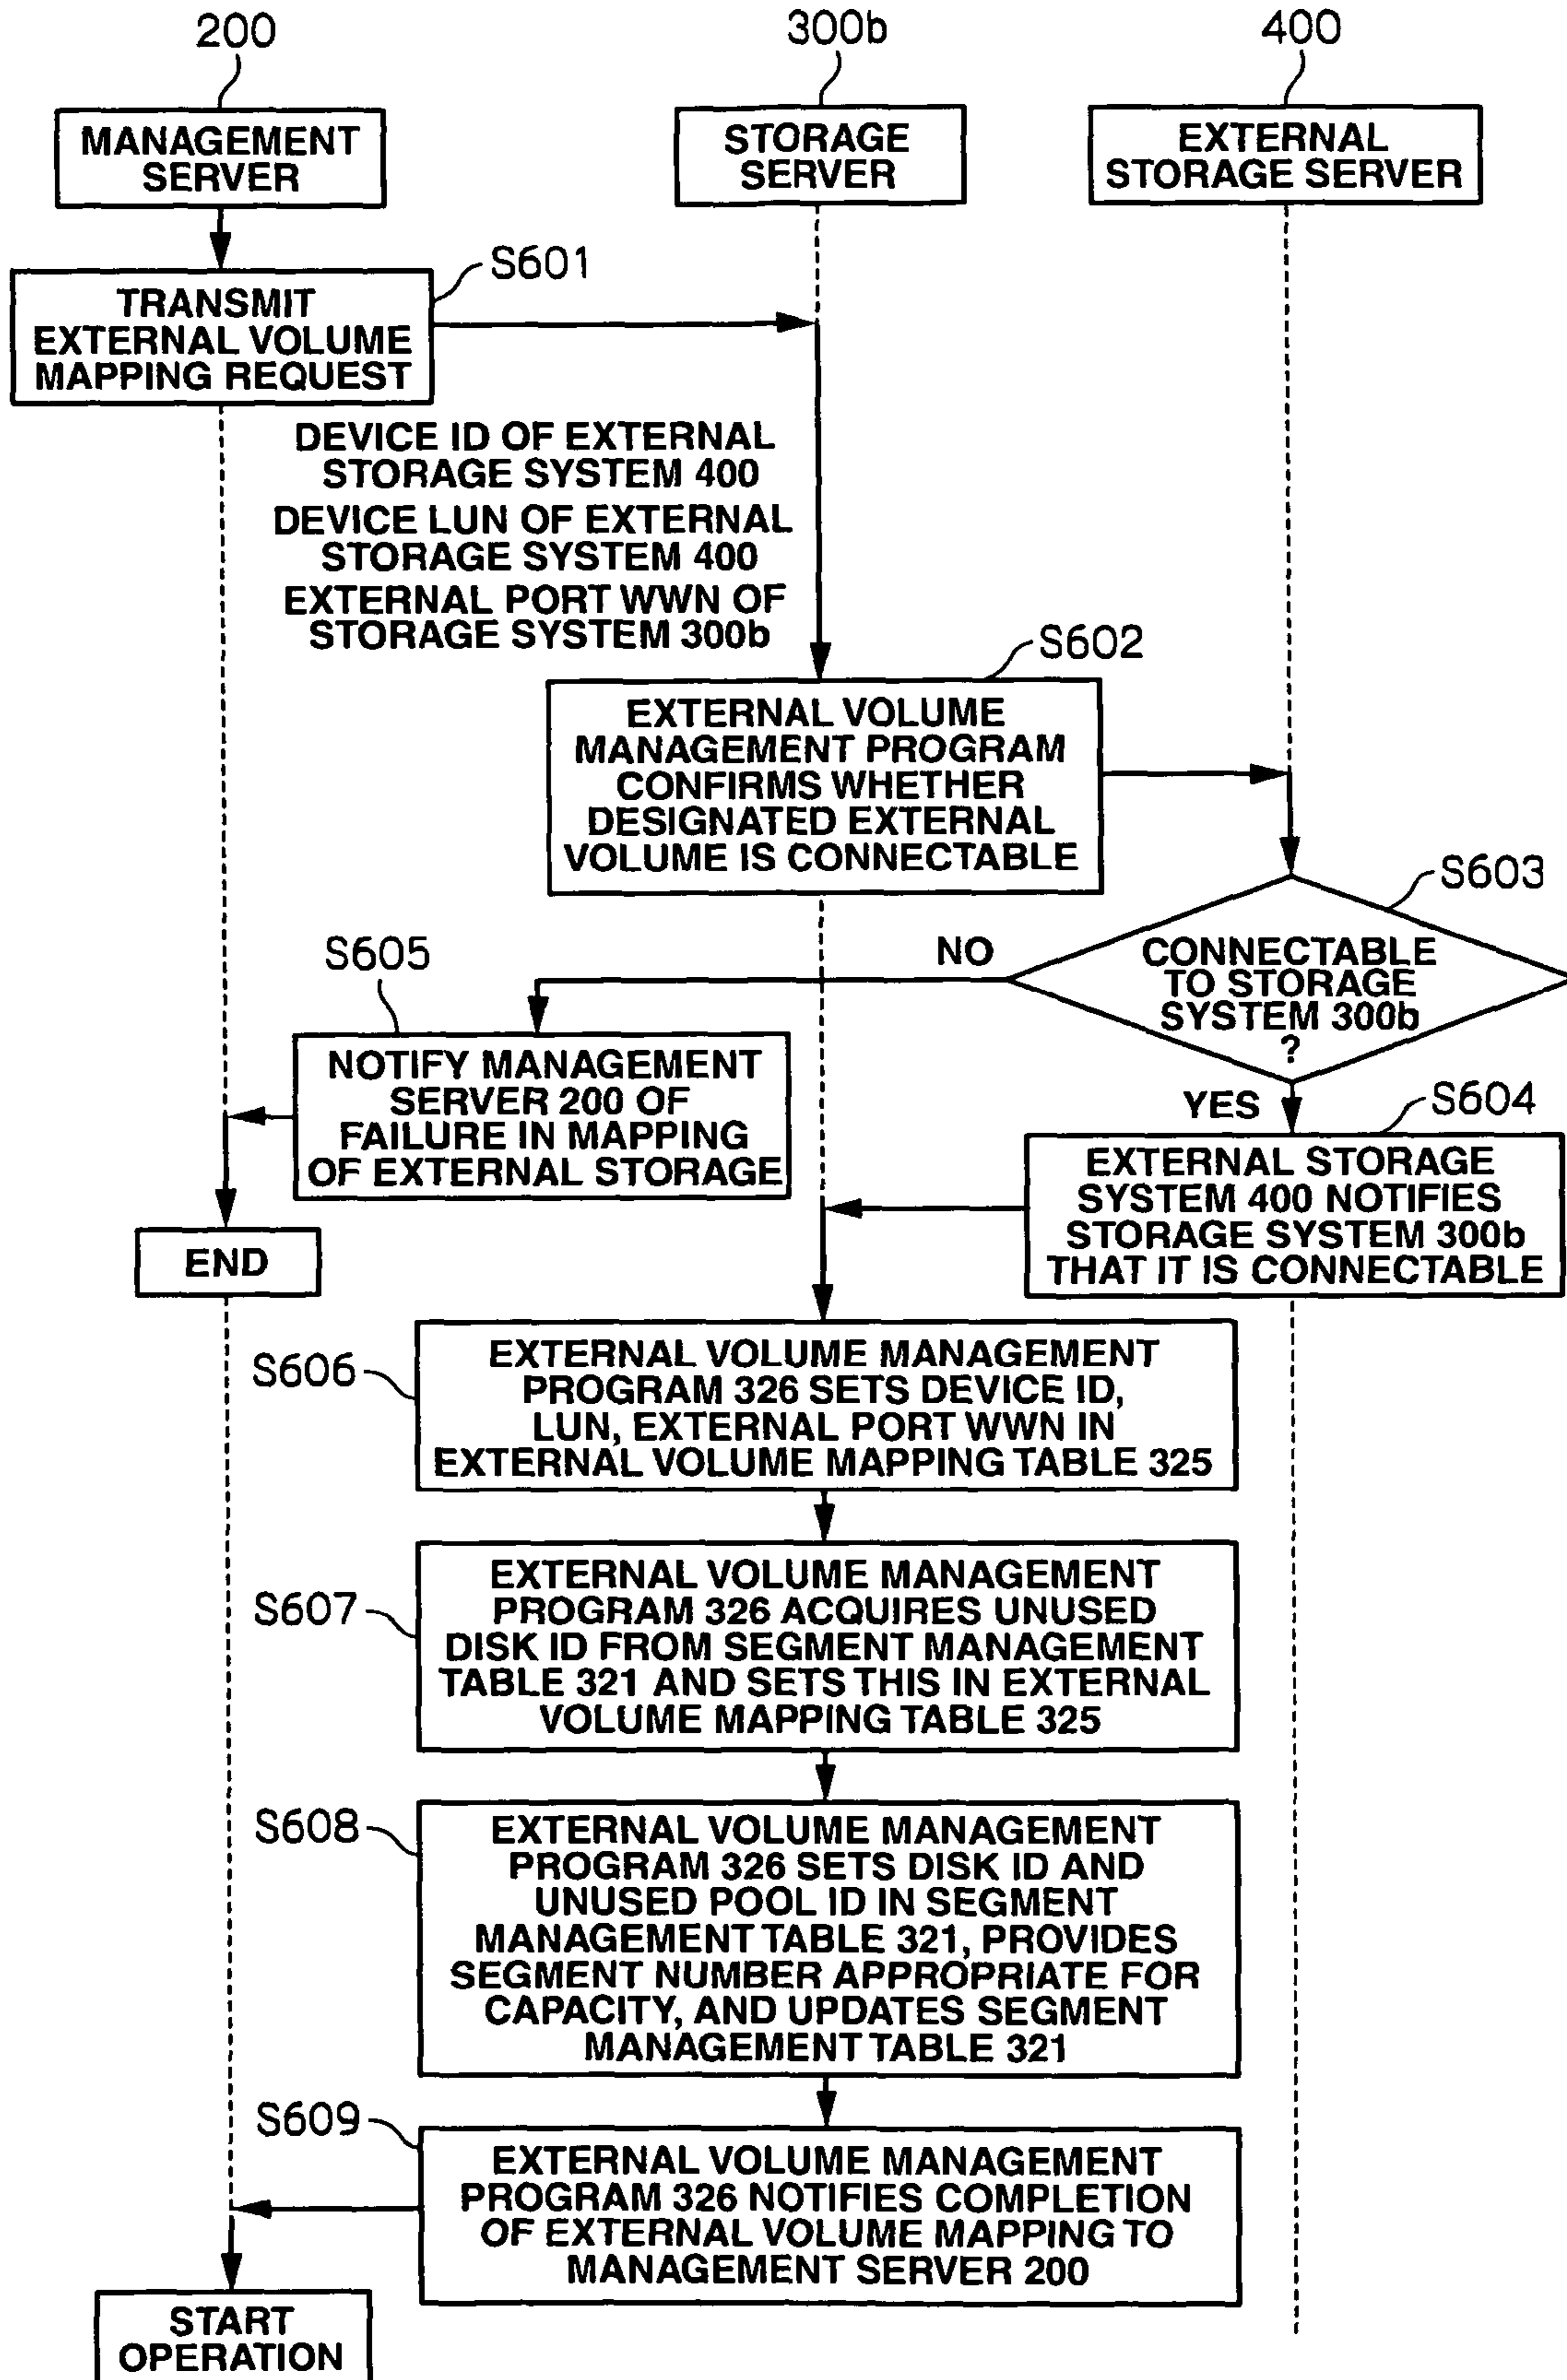 200
300b
400
MANAGEMENT
SERVER
STORAGE
SERVER
EXTERNAL
STORAGE SERVER
S601
TRANSMIT
EXTERNAL VOLUME
MAPPING REQUEST
DEVICE ID OF EXTERNAL
STORAGE SYSTEM 400
DEVICE LUN OF EXTERNAL
STORAGE SYSTEM 400
EXTERNAL PORT WWN OF
STORAGE SYSTEM 300b
S602
EXTERNAL VOLUME
MANAGEMENT PROGRAM
CONFIRMS WHETHER
DESIGNATED EXTERNAL
VOLUME IS CONNECTABLE
S603
CONNECTABLE
TO STORAGE
SYSTEM 300b
?
NO
S605
NOTIFY MANAGEMENT
SERVER 200 OF
FAILURE IN MAPPING
OF EXTERNAL STORAGE
YES
S604
EXTERNAL STORAGE
SYSTEM 400 NOTIFIES
STORAGE SYSTEM 300b
THAT IT IS CONNECTABLE
END
S606
EXTERNAL VOLUME MANAGEMENT
PROGRAM 326 SETS DEVICE ID,
LUN, EXTERNAL PORT WWN IN
EXTERNAL VOLUME MAPPING TABLE 325
S607
EXTERNAL VOLUME MANAGEMENT
PROGRAM 326 ACQUIRES UNUSED
DISK ID FROM SEGMENT MANAGEMENT
TABLE 321 AND SETS THIS IN EXTERNAL
VOLUME MAPPING TABLE 325
S608
EXTERNAL VOLUME MANAGEMENT
PROGRAM 326 SETS DISK ID AND
UNUSED POOL ID IN SEGMENT
MANAGEMENT TABLE 321, PROVIDES
SEGMENT NUMBER APPROPRIATE FOR
CAPACITY, AND UPDATES SEGMENT
MANAGEMENT TABLE 321
S609
EXTERNAL VOLUME MANAGEMENT
PROGRAM 326 NOTIFIES COMPLETION
OF EXTERNAL VOLUME MAPPING TO
MANAGEMENT SERVER 200
START
OPERATION